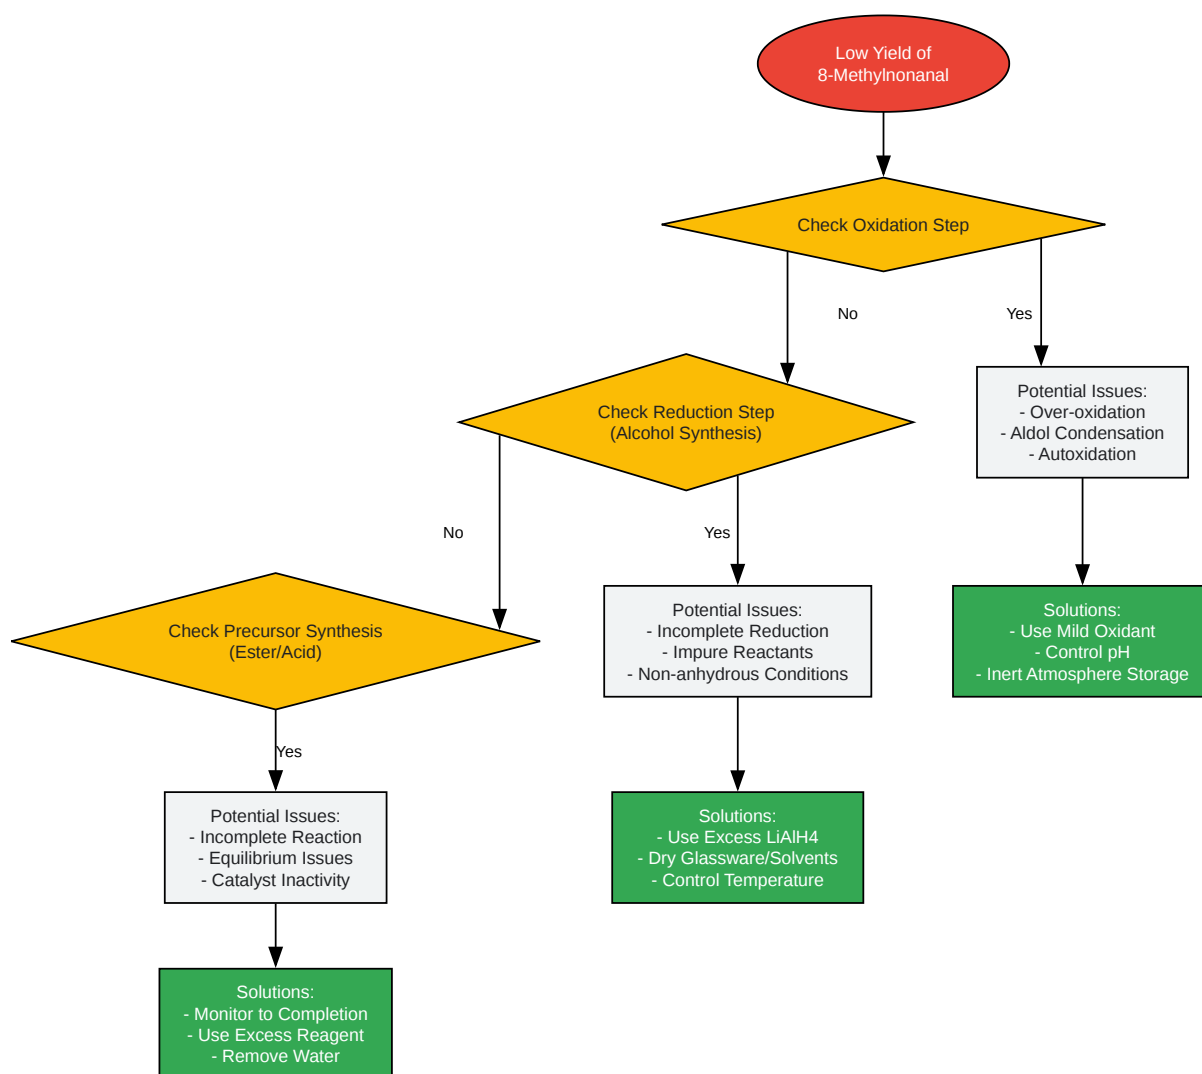 Low Yield of
8-Methylnonanal
Check Oxidation Step
No
Yes
Check Reduction Step
(Alcohol Synthesis)
Potential Issues:
- Over-oxidation
- Aldol Condensation
- Autoxidation
No
Yes
Check Precursor Synthesis
(Ester/Acid)
Potential Issues:
- Incomplete Reduction
- Impure Reactants
- Non-anhydrous Conditions
Solutions:
- Use Mild Oxidant
- Control pH
- Inert Atmosphere Storage
Yes
Potential Issues:
- Incomplete Reaction
- Equilibrium Issues
- Catalyst Inactivity
Solutions:
- Use Excess LiAlH4
- Dry Glassware/Solvents
- Control Temperature
Solutions:
- Monitor to Completion
- Use Excess Reagent
- Remove Water